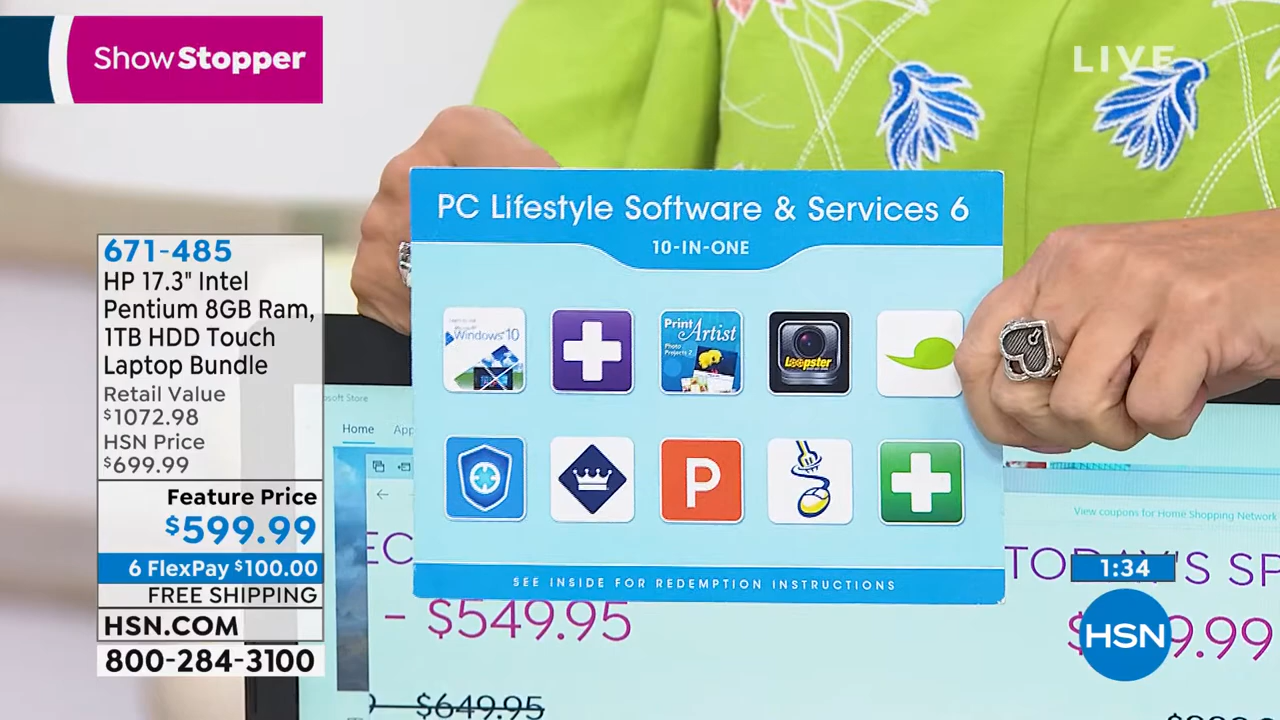 ShowStopper
LIVE
671-485
HP 17.3" Intel
Pentium 8GB Ram,
1TB HDD Touch
Laptop Bundle
Retail Value
$1072.98
HSN Price
$699.99
Feature Price
$599.99
6 FlexPay $100.00
FREE SHIPPING
HSN.COM
800-284-3100
PC Lifestyle Software & Services 6
10-IN-ONE
Windows 10
Print Artist
Loopster
P
SEE INSIDE FOR REDEMPTION INSTRUCTIONS
Home
View coupons for Home Shopping Network
TODAY'S
- $549.95
$649.95
1:34
HSN